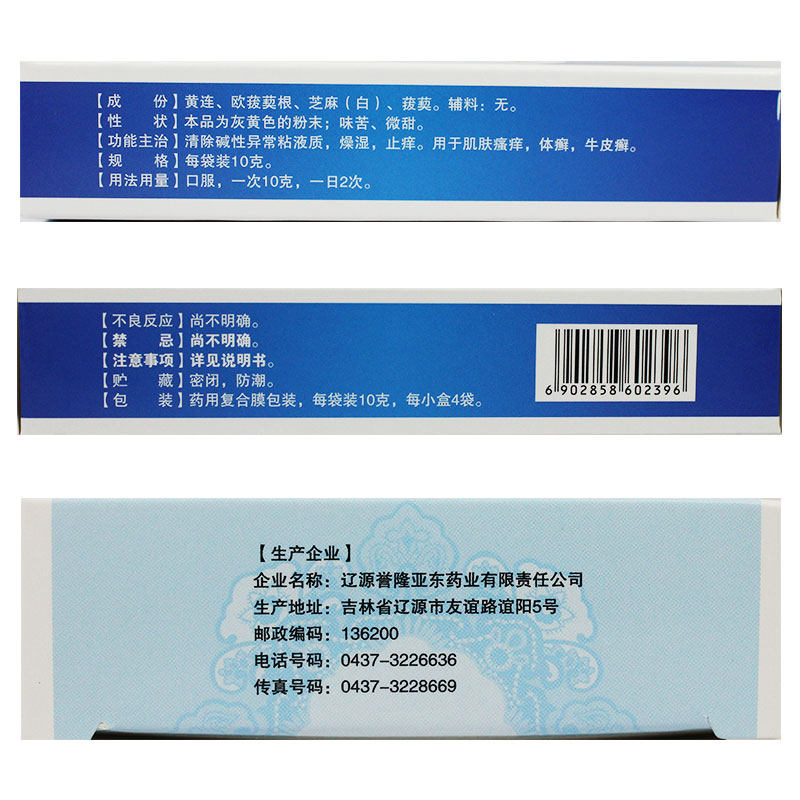 【成　　份】黄连、欧菝葜根、芝麻（白）、菝葜。辅料：无。
【性　　状】本品为灰黄色的粉末；味苦、微甜。
【功能主治】清除碱性异常粘液质，燥湿，止痒。用于肌肤瘙痒，体癣，牛皮癣。
【规　　格】每袋装10克。
【用法用量】口服，一次10克，一日2次。
【不良反应】尚不明确。
【禁　　忌】尚不明确。
【注意事项】详见说明书。
【贮　　藏】密闭，防潮。
【包　　装】药用复合膜包装，每袋装10克，每小盒4袋。
6 902858 602396
【生产企业】
企业名称：辽源誉隆亚东药业有限责任公司
生产地址：吉林省辽源市友谊路谊阳5号
邮政编码：136200
电话号码：0437-3226636
传真号码：0437-3228669